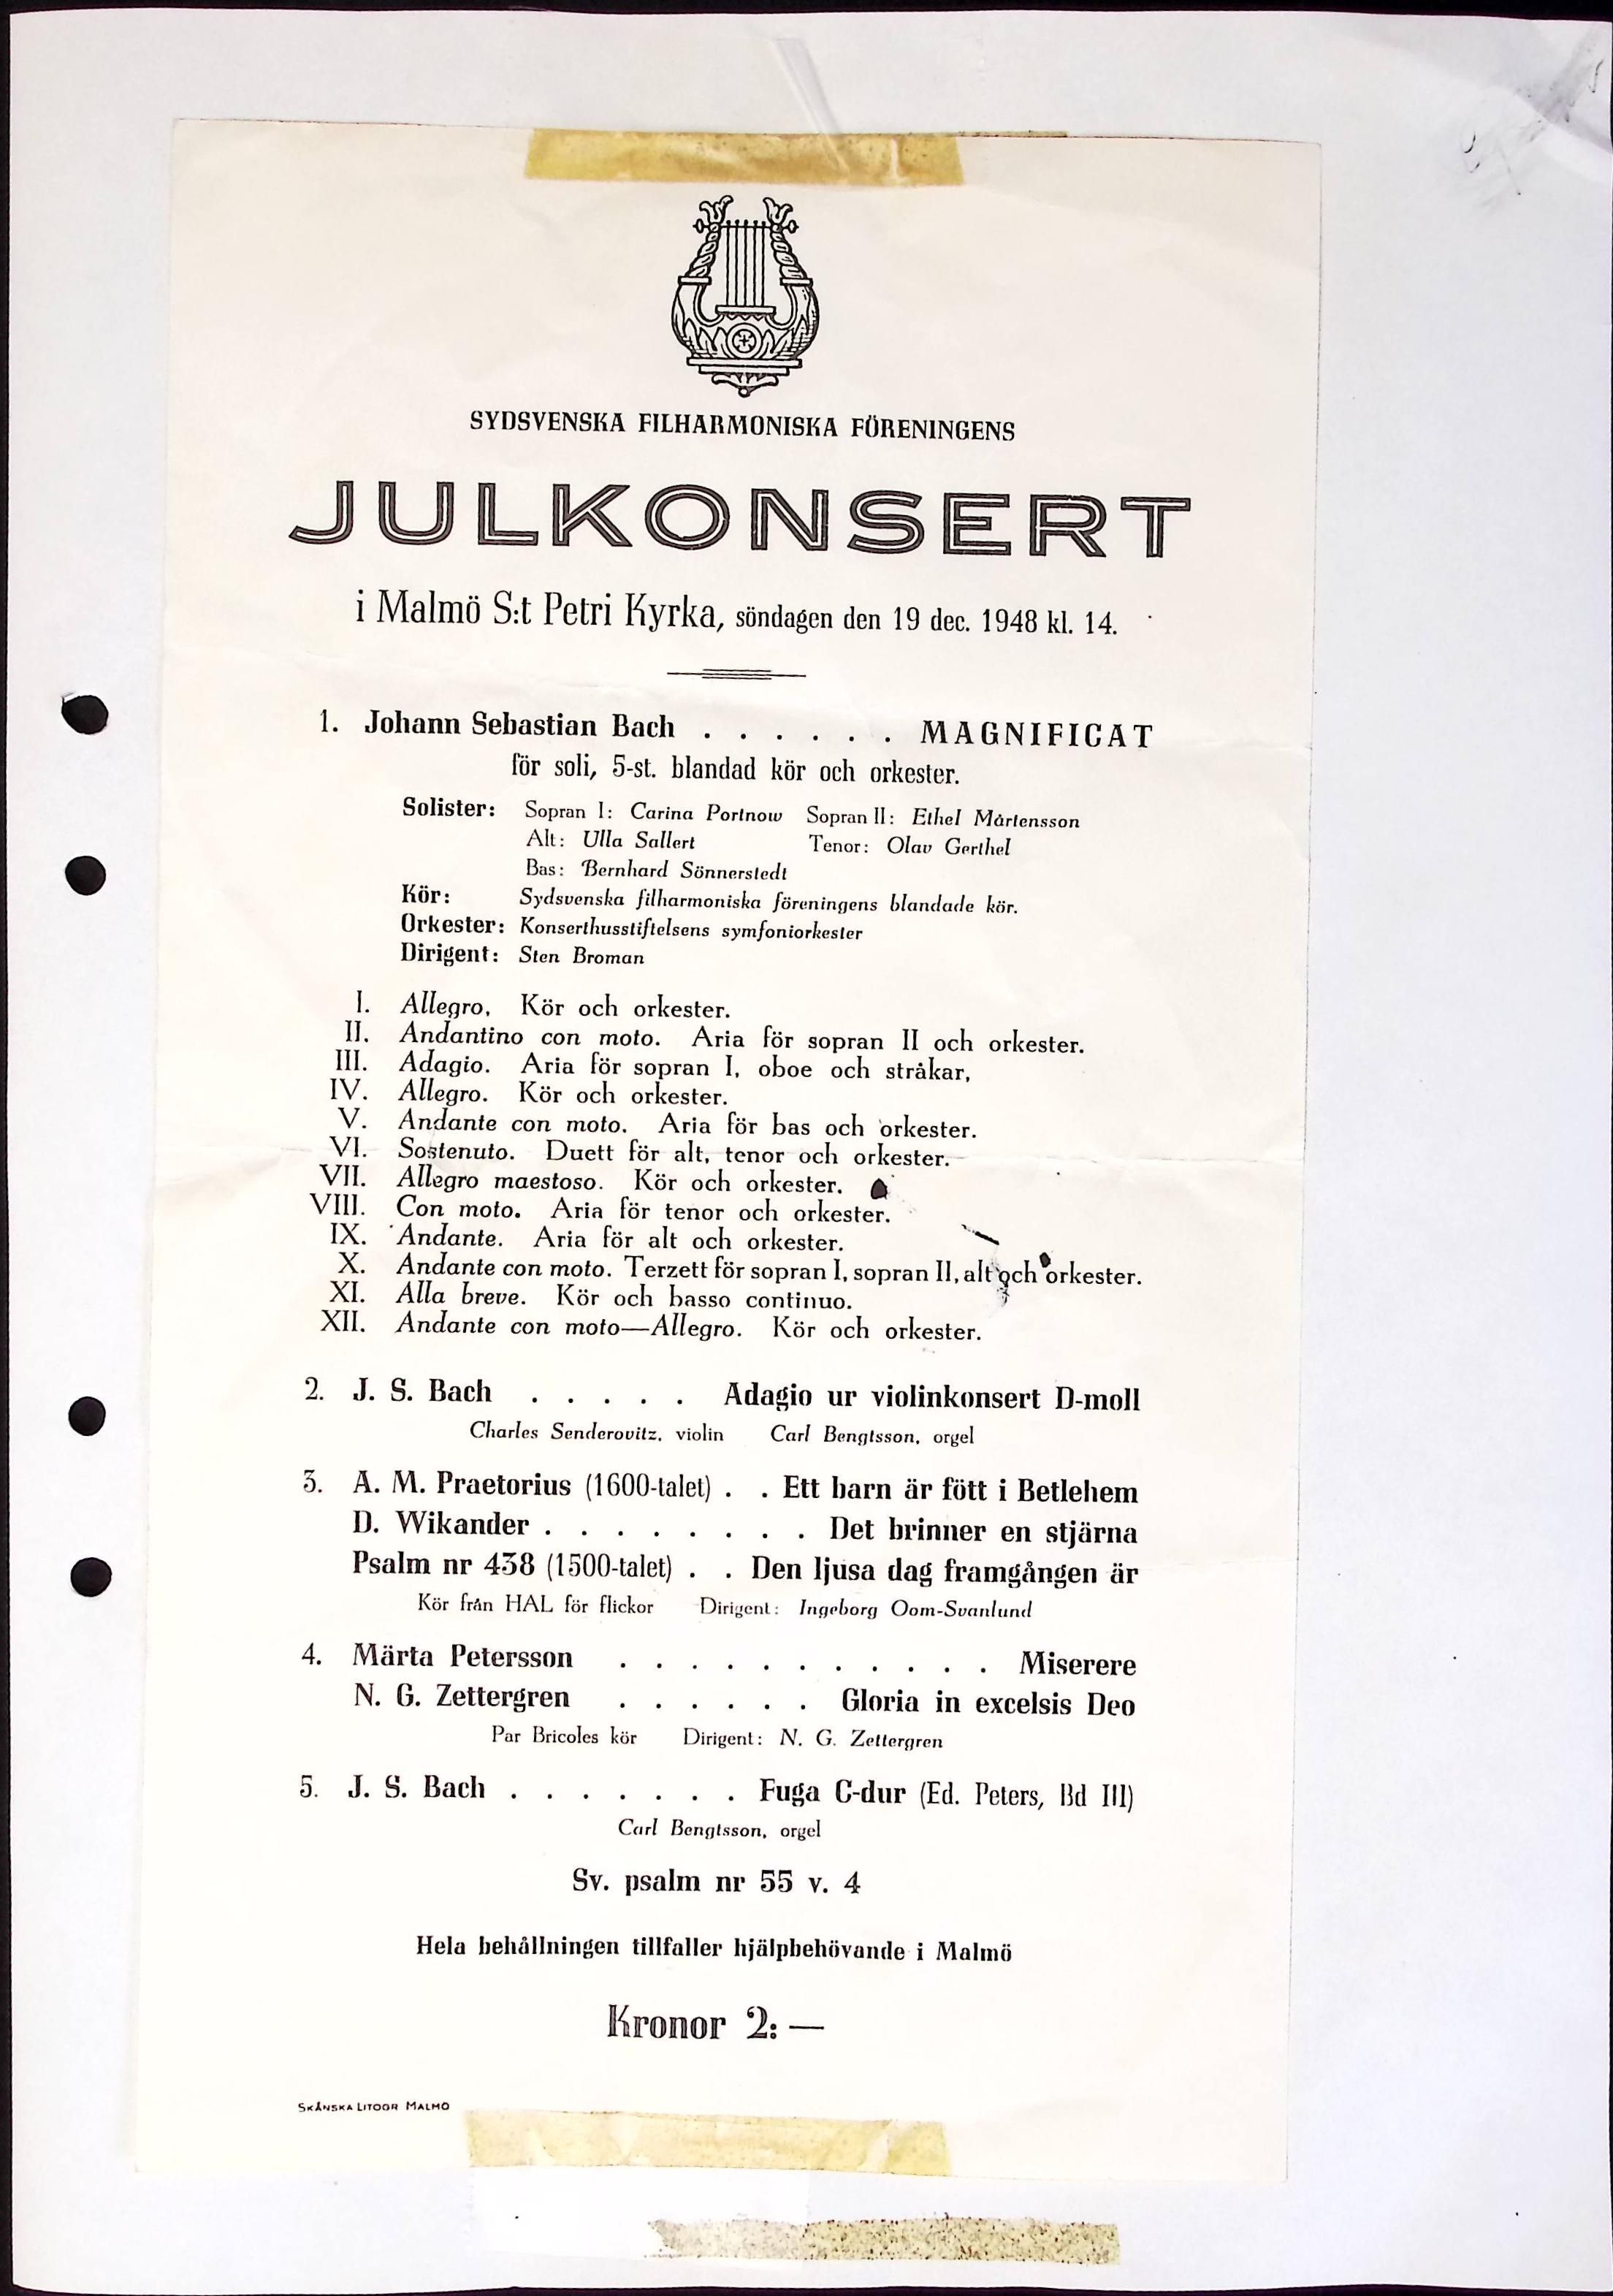 SYDSVENSKA FILHARMONISKA FÖRENINGENS
JULKONSERT
i Malmö S:t Petri Kyrka, söndagen den 19 dec. 1948 kl. 14.
1. Johann Sebastian Bach . . . . . . MAGNIFICAT
för soli, 5-st. blandad kör och orkester.
Solister: Sopran I: Carina Portnow Sopran II: Ethel Mårtensson
Alt: Ulla Sallert Tenor: Olav Gerthel
Bas: Bernhard Sönnerstedt
Kör: Sydsvenska filharmoniska föreningens blandade kör.
Orkester: Konserthusstiftelsens symfoniorkester
Dirigent: Sten Broman
I. Allegro, Kör och orkester.
II. Andantino con moto. Aria för sopran II och orkester.
III. Adagio. Aria för sopran I, oboe och stråkar,
IV. Allegro. Kör och orkester.
V. Andante con moto. Aria för bas och orkester.
VI. Sostenuto. Duett för alt, tenor och orkester.
VII. Allegro maestoso. Kör och orkester.
VIII. Con moto. Aria för tenor och orkester.
IX. Andante. Aria för alt och orkester.
X. Andante con moto. Terzett för sopran I, sopran II, alt och orkester.
XI. Alla breve. Kör och basso continuo.
XII. Andante con moto—Allegro. Kör och orkester.
2. J. S. Bach . . . . . Adagio ur violinkonsert D-moll
Charles Senderovitz, violin Carl Bengtsson, orgel
3. A. M. Praetorius (1600-talet) . . Ett barn är fött i Betlehem
D. Wikander . . . . . . . . Det brinner en stjärna
Psalm nr 438 (1500-talet) . . Den ljusa dag framgången är
Kör från HAL för flickor Dirigent: Ingeborg Oom-Svanlund
4. Märta Petersson . . . . . . . . . . . Miserere
N. G. Zettergren . . . . . . Gloria in excelsis Deo
Par Bricoles kör Dirigent: N. G. Zettergren
5. J. S. Bach . . . . . . . Fuga C-dur (Ed. Peters, Bd III)
Carl Bengtsson, orgel
Sv. psalm nr 55 v. 4
Hela behållningen tillfaller hjälpbehövande i Malmö
Kronor 2: —
SKÅNSKA LITOGR MALMÖ